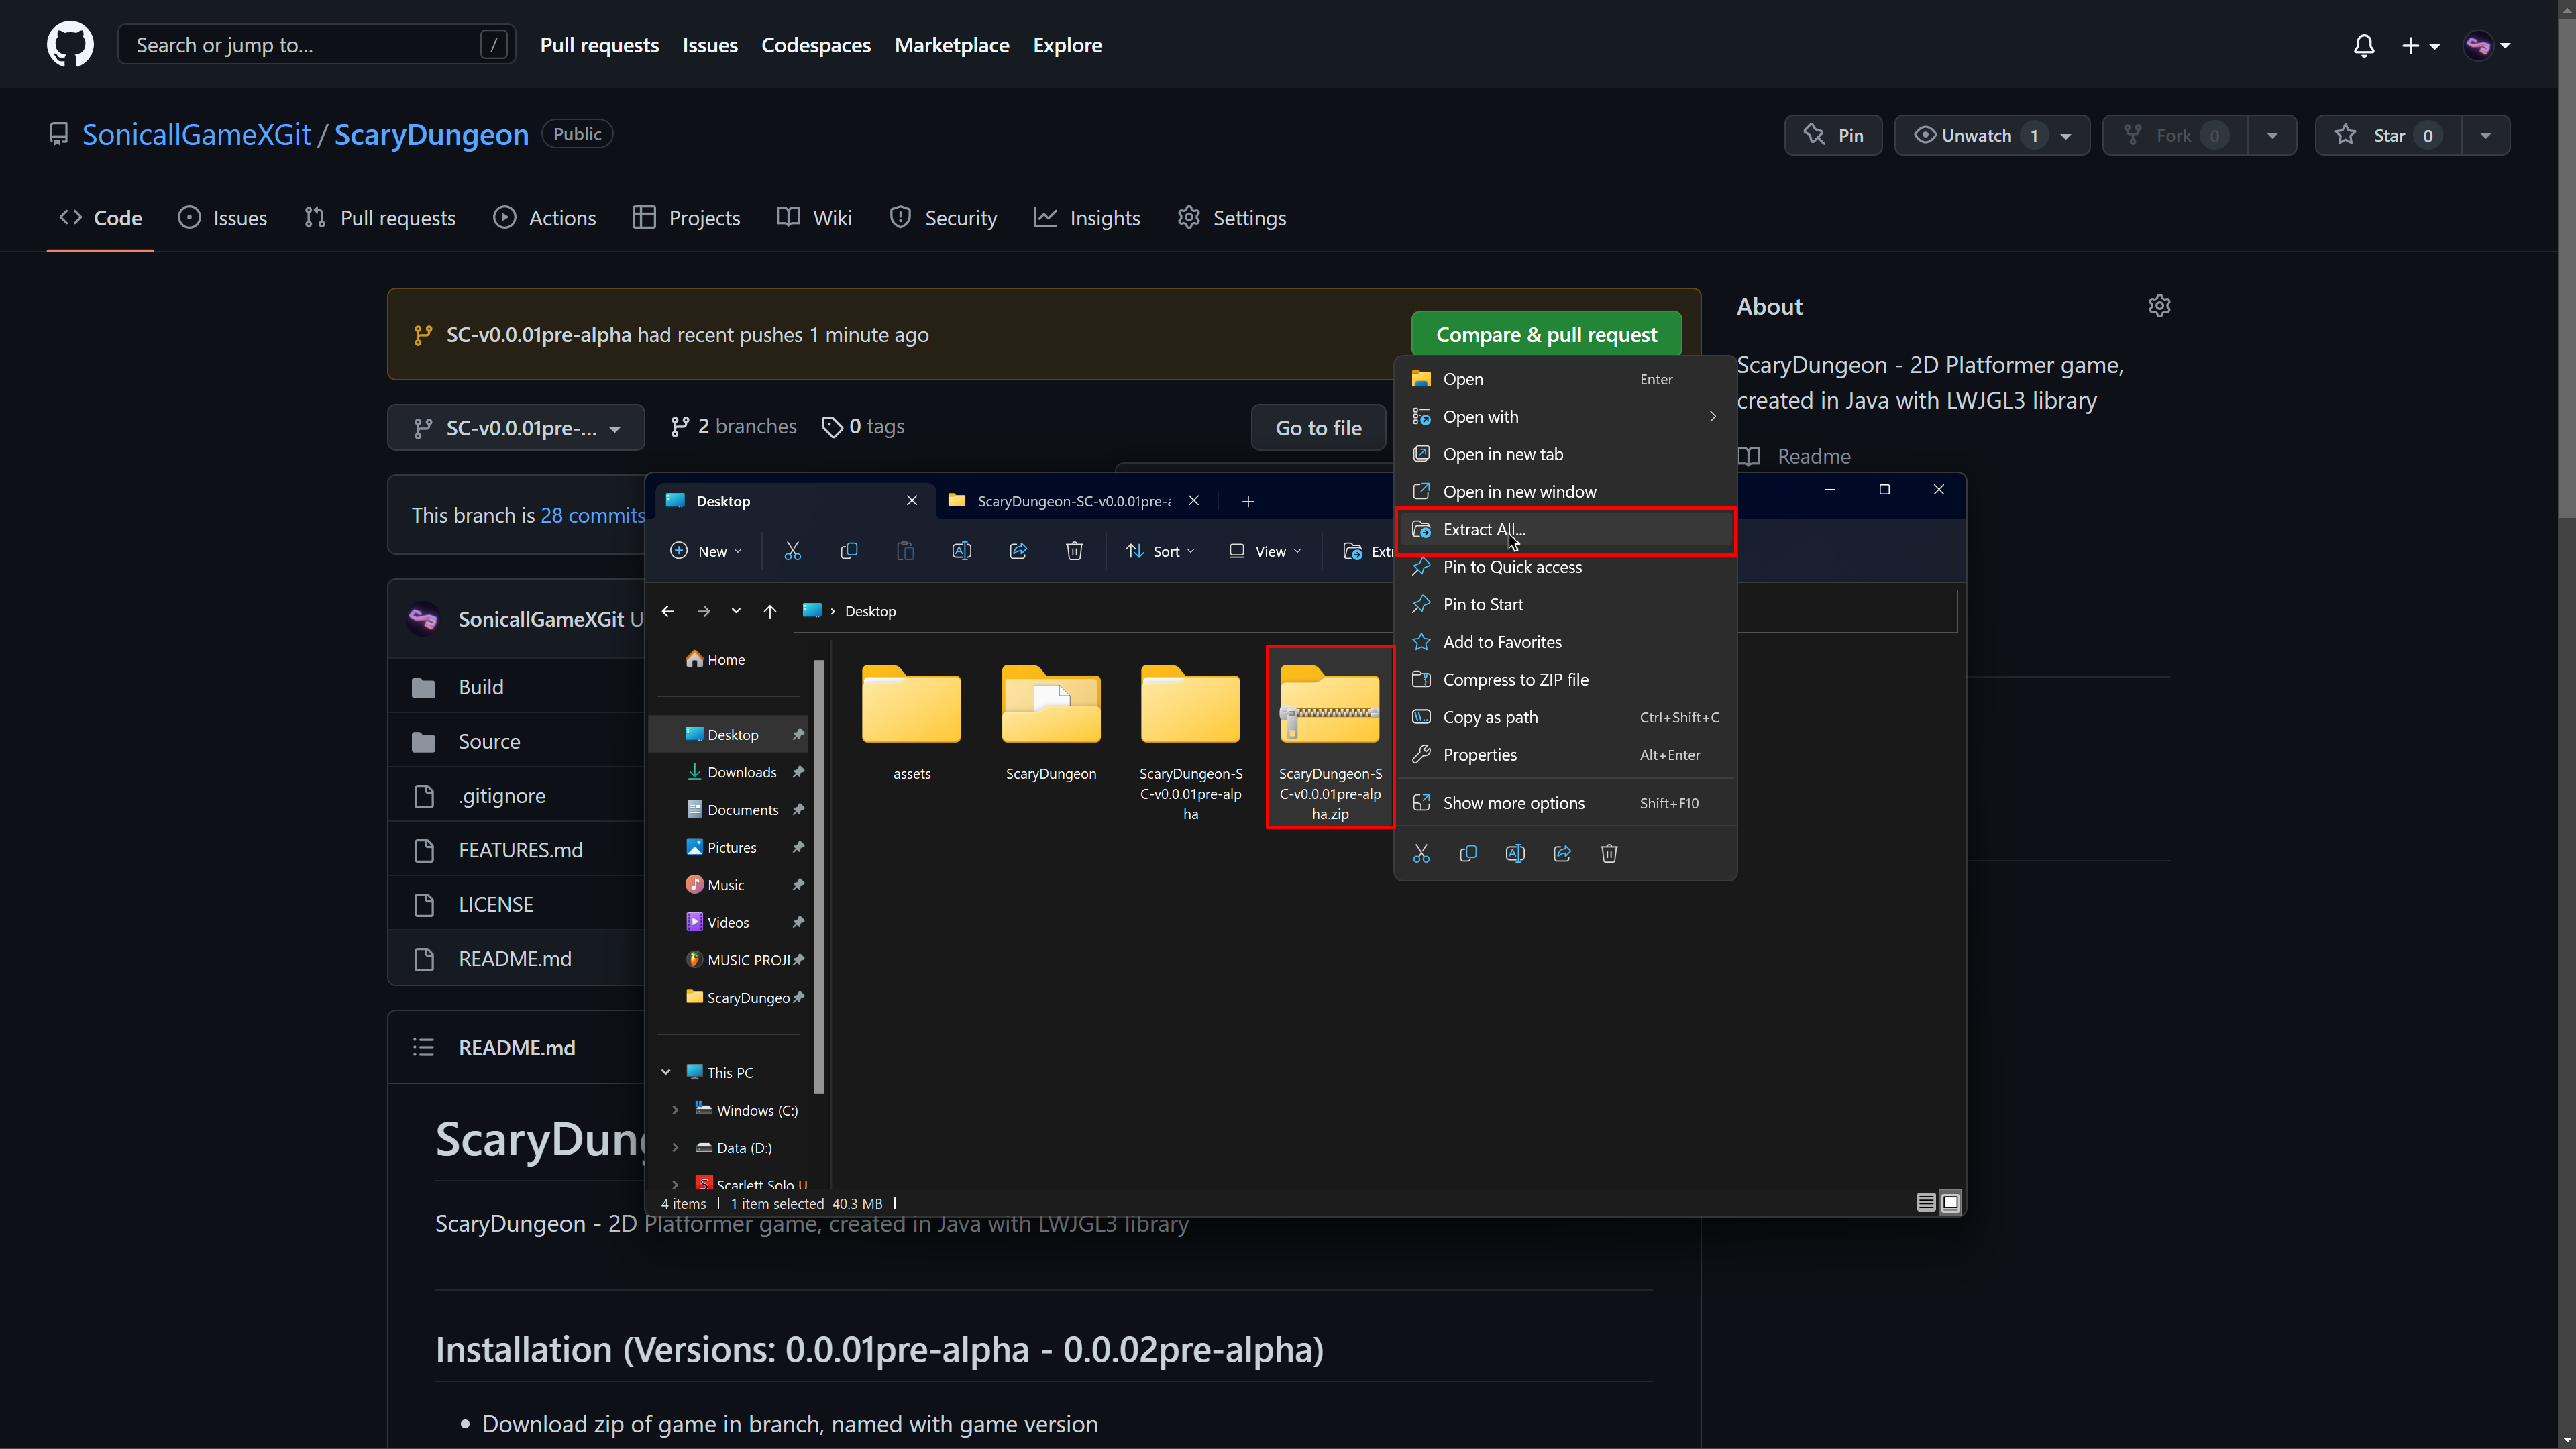 Search or jump to...
/
Pull requests
Issues
Codespaces
Marketplace
Explore
SonicallGameXGit / ScaryDungeon
Public
Pin
Unwatch 1
Fork 0
Star 0
Code
Issues
Pull requests
Actions
Projects
Wiki
Security
Insights
Settings
SC-v0.0.01pre-alpha had recent pushes 1 minute ago
Compare & pull request
About
ScaryDungeon - 2D Platformer game,
created in Java with LWJGL3 library
Readme
SC-v0.0.01pre-...
2 branches
0 tags
Go to file
This branch is 28 commits
SonicallGameXGit U
Build
Source
.gitignore
FEATURES.md
LICENSE
README.md
README.md
ScaryDung
ScaryDungeon - 2D Platformer game, created in Java with LWJGL3 library
Installation (Versions: 0.0.01pre-alpha - 0.0.02pre-alpha)
• Download zip of game in branch, named with game version
Desktop
ScaryDungeon-SC-v0.0.01pre-a
New
Sort
View
Extr
Desktop
Home
Desktop
Downloads
Documents
Pictures
Music
Videos
MUSIC PROJI
ScaryDungeo
This PC
Windows (C:)
Data (D:)
Scarlett Solo U
assets
ScaryDungeon
ScaryDungeon-S
C-v0.0.01pre-alp
ha
ScaryDungeon-S
C-v0.0.01pre-alp
ha.zip
4 items
1 item selected 40.3 MB
Open Enter
Open with
Open in new tab
Open in new window
Extract All...
Pin to Quick access
Pin to Start
Add to Favorites
Compress to ZIP file
Copy as path Ctrl+Shift+C
Properties Alt+Enter
Show more options Shift+F10